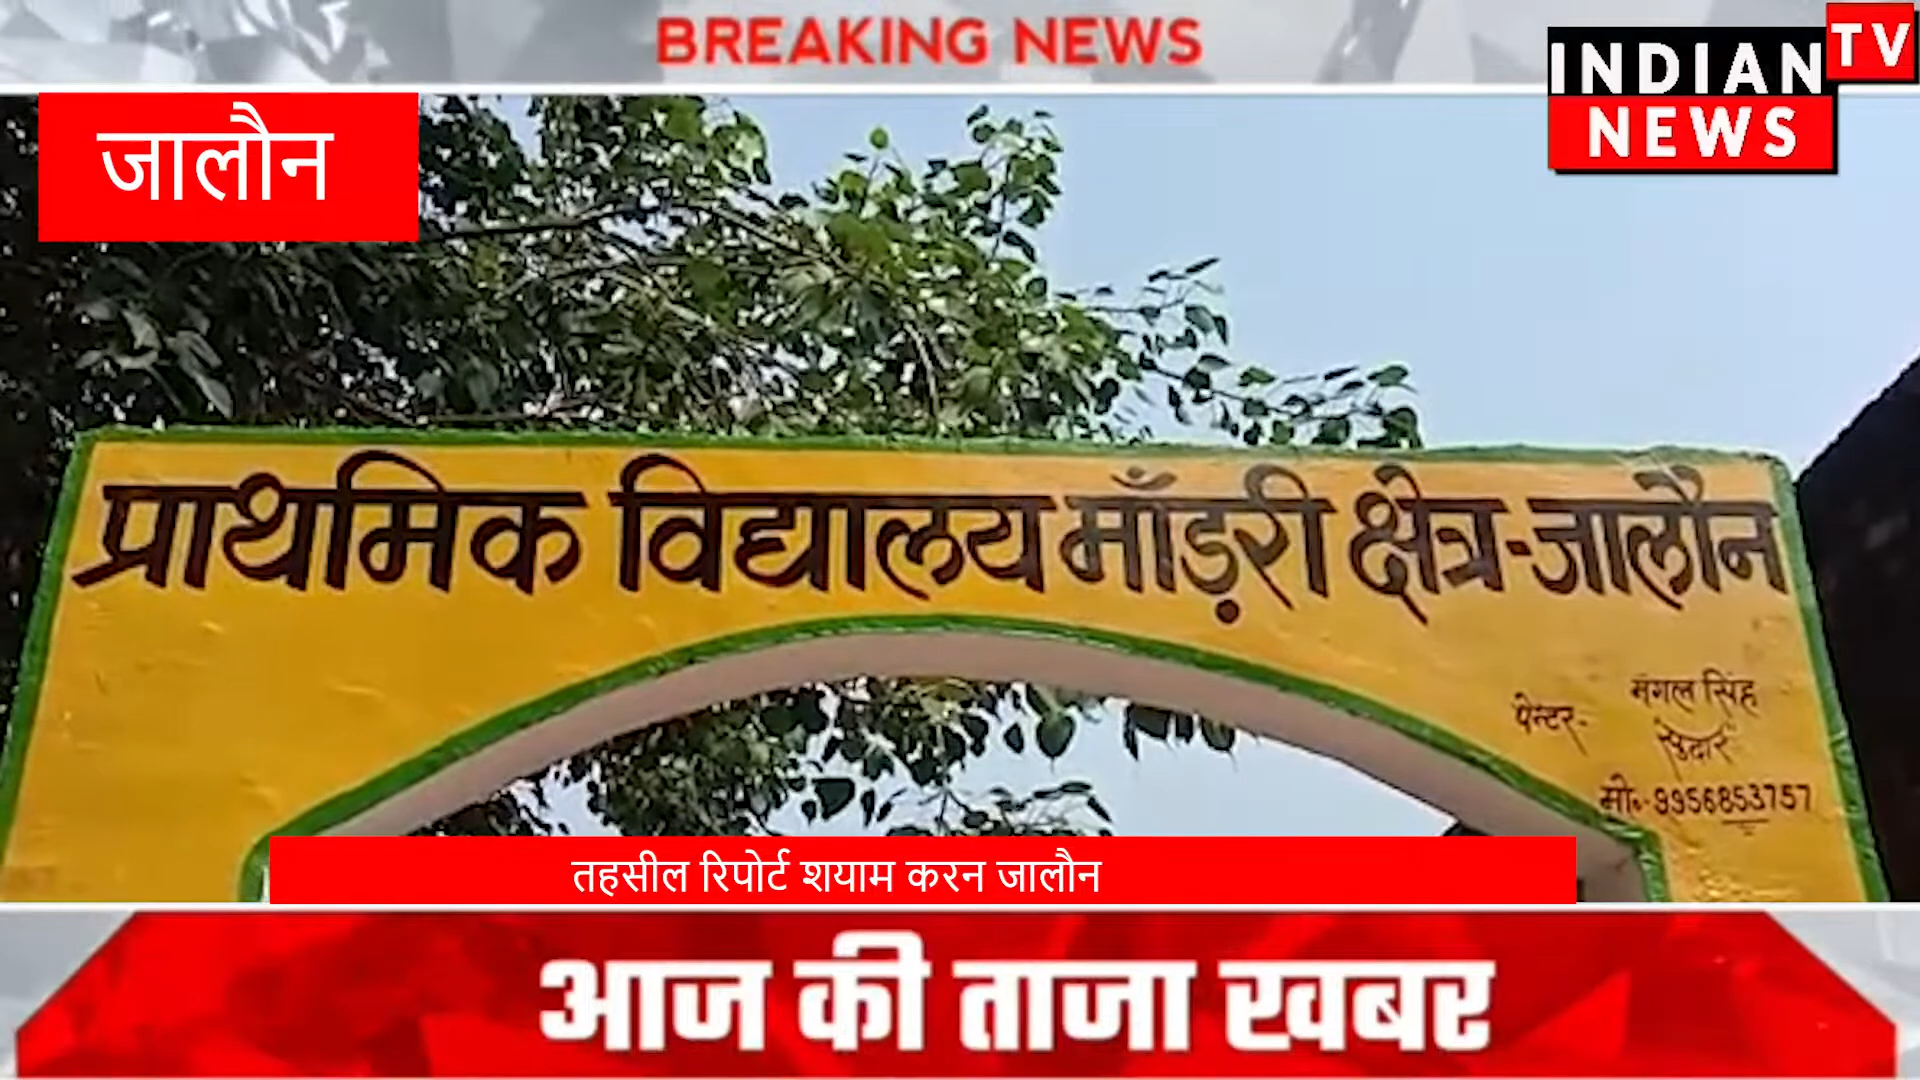 BREAKING NEWS
INDIAN TV
NEWS
जालौन
प्राथमिक विद्यालय माँड़री क्षेत्र-जालौन
मंगल सिंह
पेन्टर-
मो०-9956853757
तहसील रिपोर्ट शयाम करन जालौन
आज की ताजा खबर